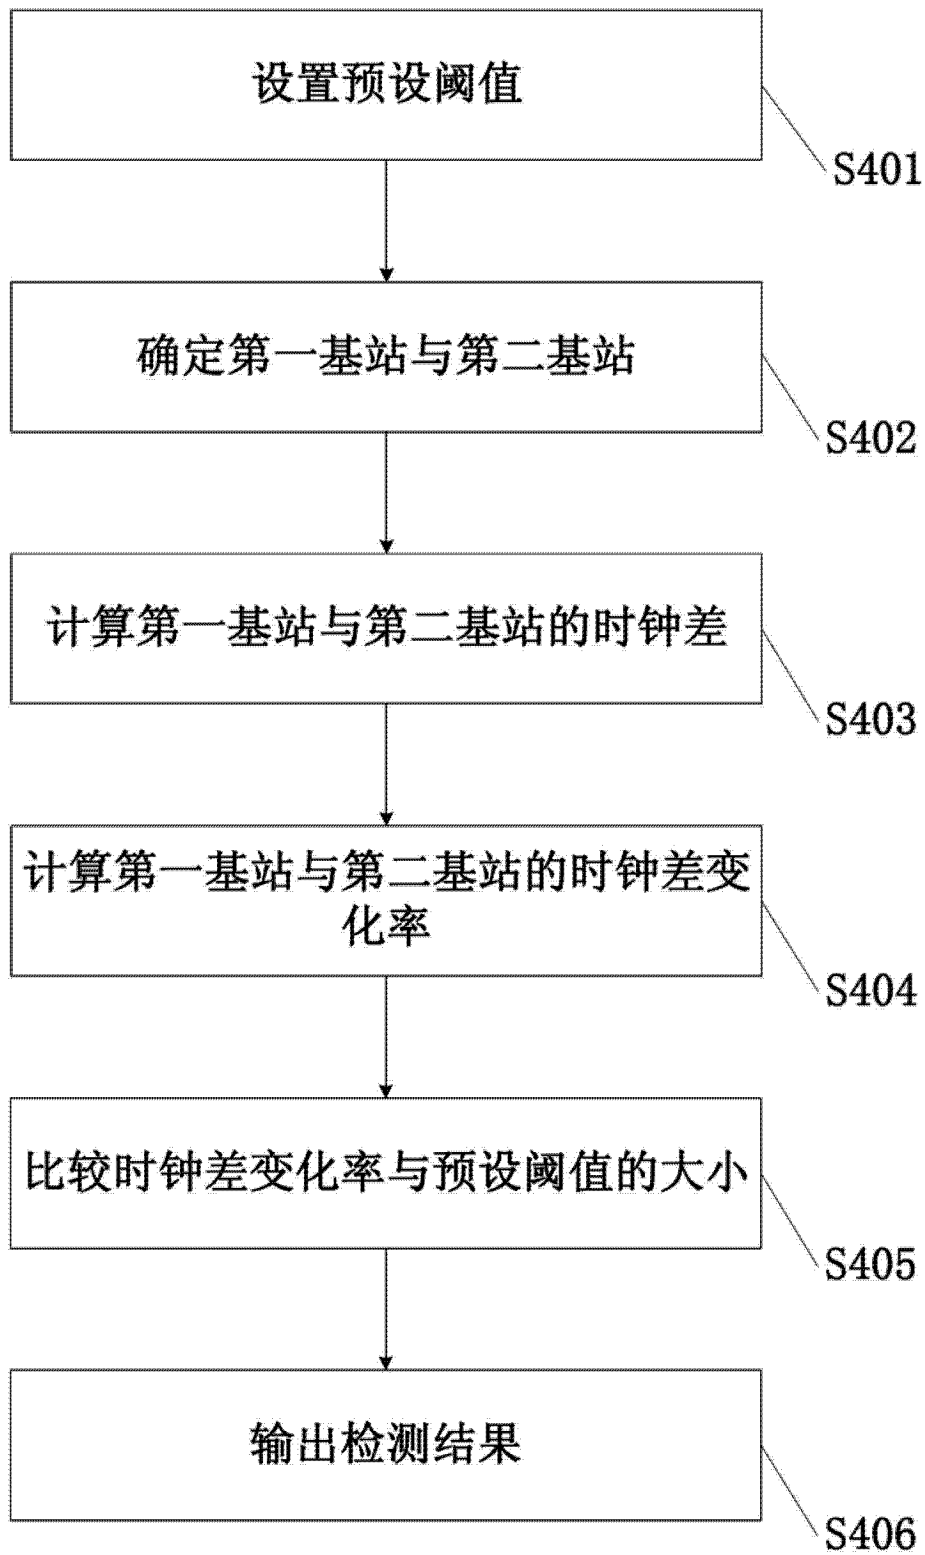 设置预设阈值
S401
确定第一基站与第二基站
S402
计算第一基站与第二基站的时钟差
S403
计算第一基站与第二基站的时钟差变
化率
S404
比较时钟差变化率与预设阈值的大小
S405
输出检测结果
S406